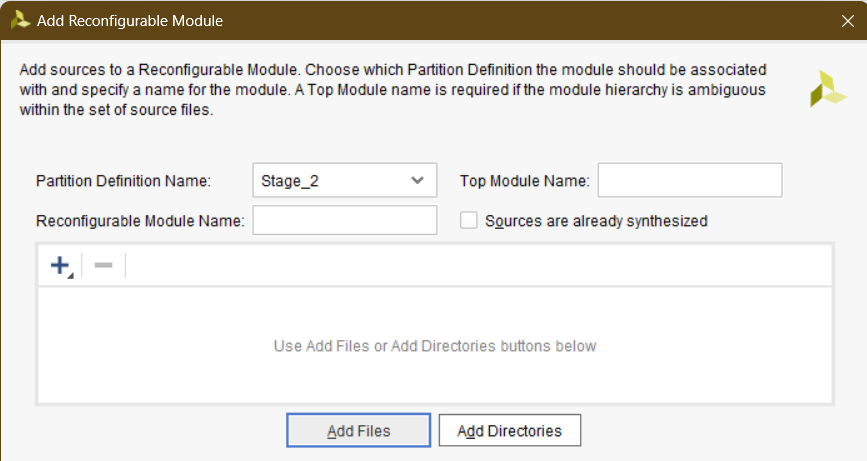 Add Reconfigurable Module
Add sources to a Reconfigurable Module. Choose which Partition Definition the module should be associated
with and specify a name for the module. A Top Module name is required if the module hierarchy is ambiguous
within the set of source files.
Partition Definition Name: Stage_2 Top Module Name:
Reconfigurable Module Name: Sources are already synthesized
Use Add Files or Add Directories buttons below
Add Files Add Directories